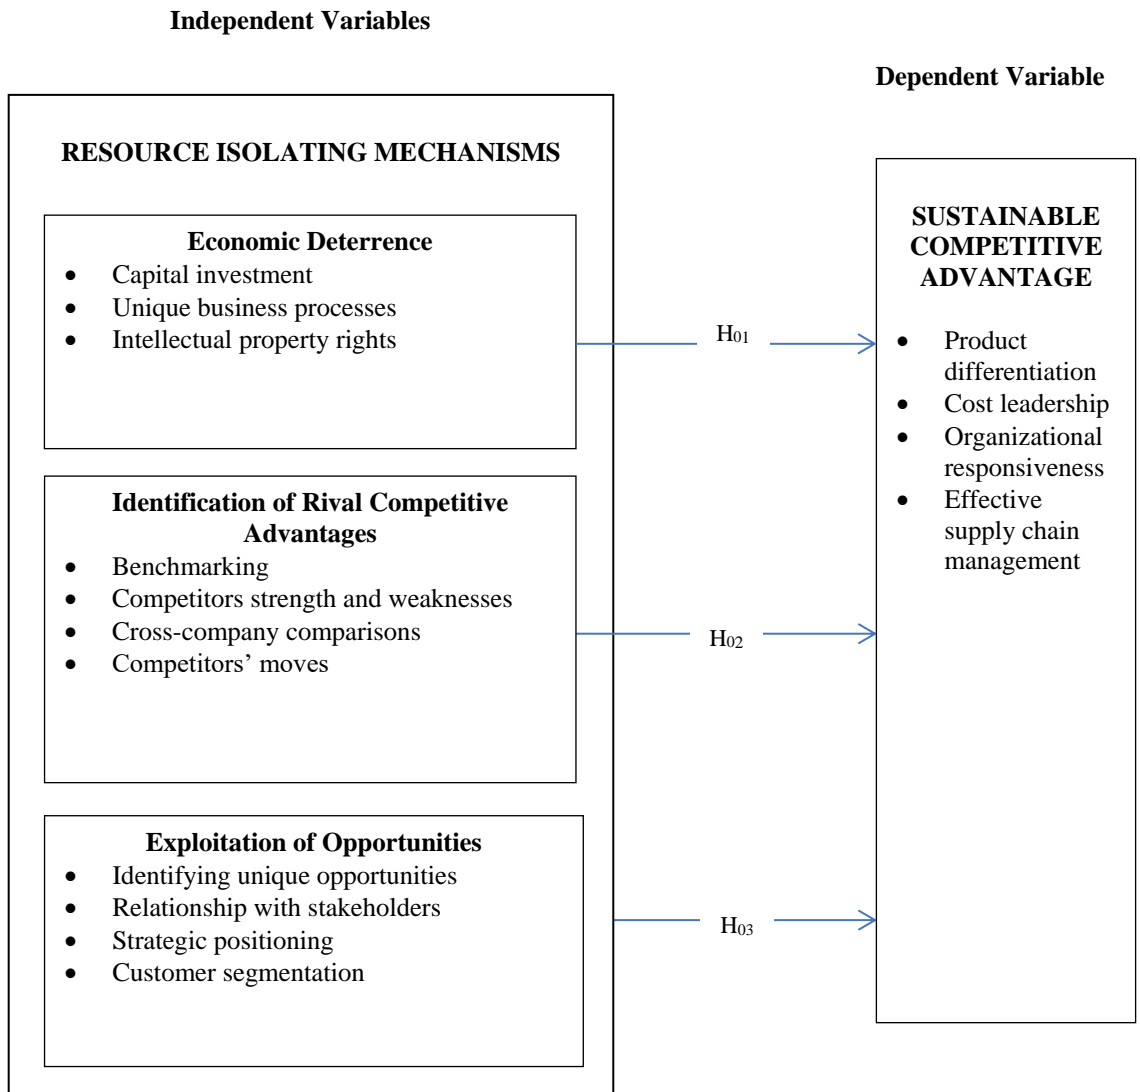 Independent Variables
Dependent Variable
RESOURCE ISOLATING MECHANISMS
Economic Deterrence
• Capital investment
• Unique business processes
• Intellectual property rights
H01
Identification of Rival Competitive
Advantages
• Benchmarking
• Competitors strength and weaknesses
• Cross-company comparisons
• Competitors’ moves
H02
Exploitation of Opportunities
• Identifying unique opportunities
• Relationship with stakeholders
• Strategic positioning
• Customer segmentation
H03
SUSTAINABLE
COMPETITIVE
ADVANTAGE
• Product
differentiation
• Cost leadership
• Organizational
responsiveness
• Effective
supply chain
management